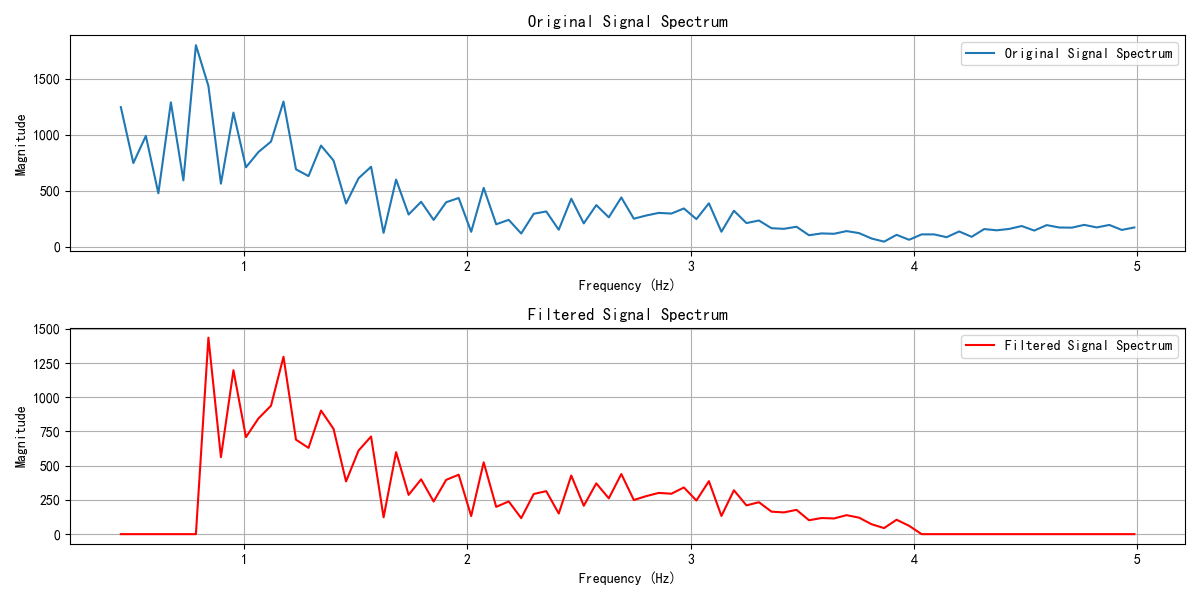 Original Signal Spectrum
Original Signal Spectrum
Magnitude
1500
1000
500
0
1 2 3 4 5
Frequency (Hz)
Filtered Signal Spectrum
Filtered Signal Spectrum
Magnitude
1500
1250
1000
750
500
250
0
1 2 3 4 5
Frequency (Hz)